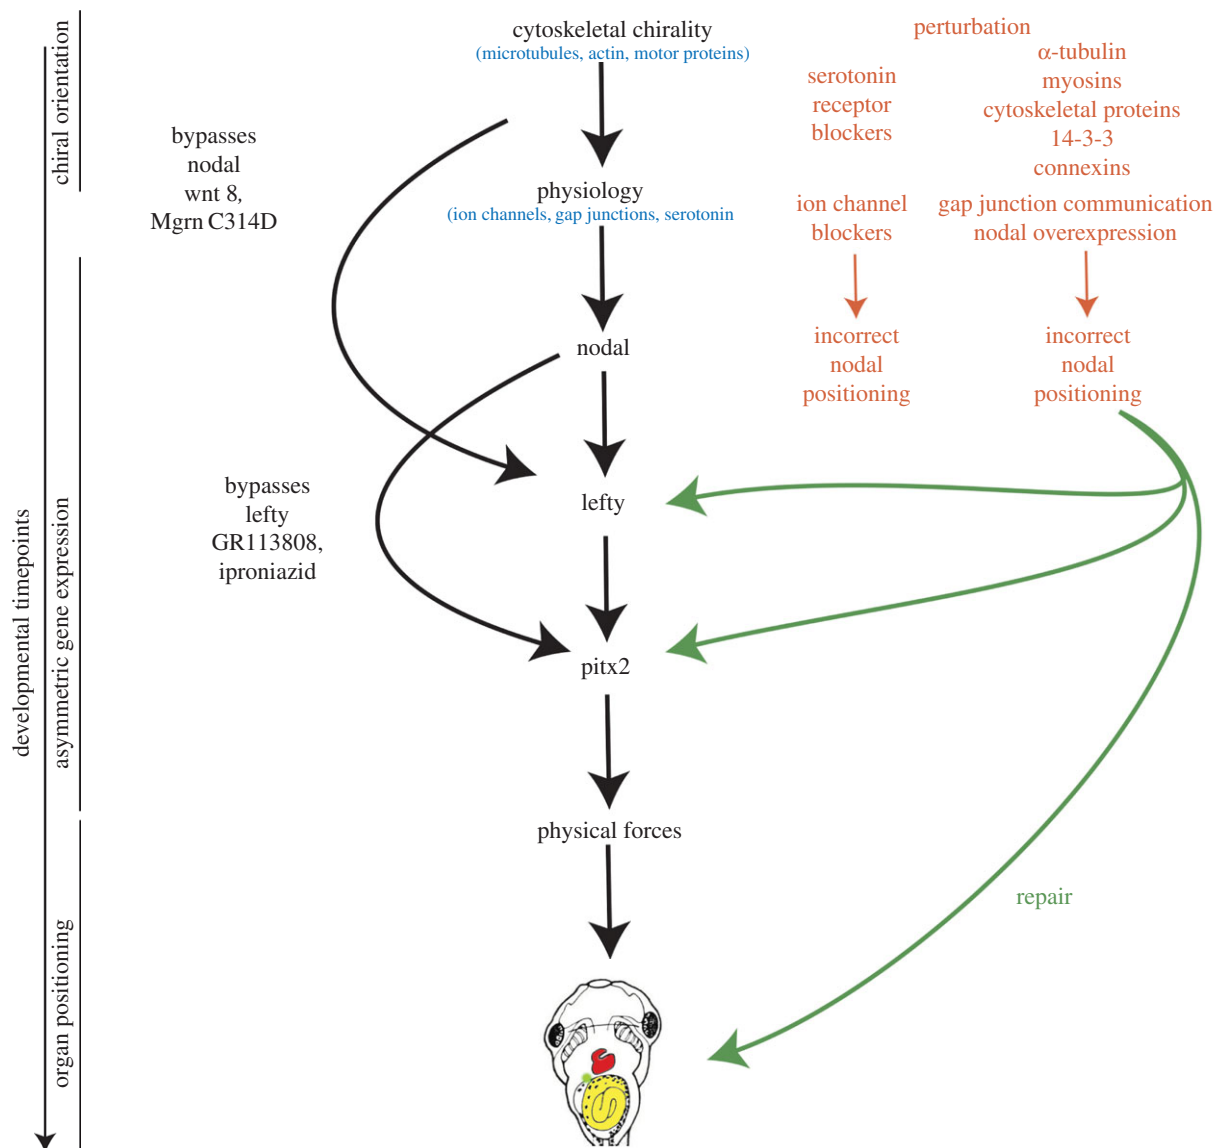 cytoskeletal chirality
(microtubules, actin, motor proteins)
physiology
(ion channels, gap junctions, serotonin
nodal
lefty
pitx2
physical forces
bypasses
nodal
wnt 8,
Mgrn C314D
bypasses
lefty
GR113808,
iproniazid
perturbation
serotonin
receptor
blockers
ion channel
blockers
incorrect
nodal
positioning
α-tubulin
myosins
cytoskeletal proteins
14-3-3
connexins
gap junction communication
nodal overexpression
incorrect
nodal
positioning
repair
developmental timepoints
chiral orientation
asymmetric gene expression
organ positioning